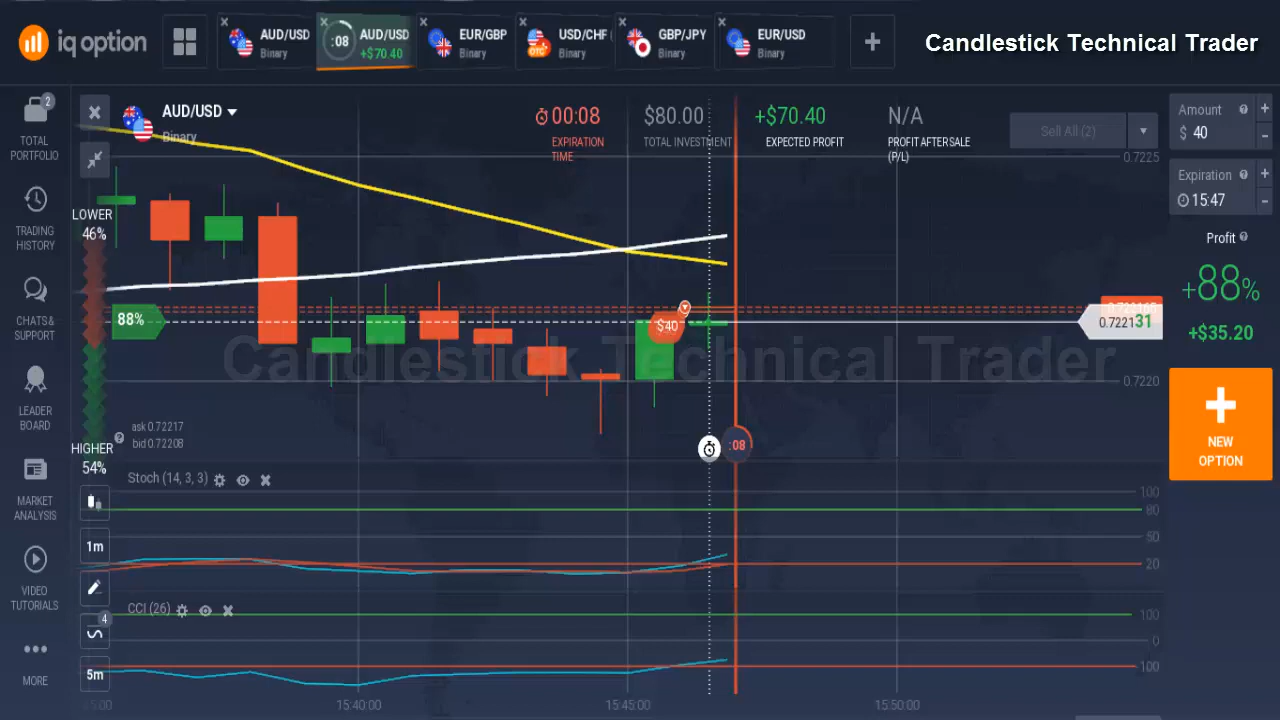 iq option
AUD/USD
Binary
:08
AUD/USD
+$70.40
EUR/GBP
Binary
OTC
USD/CHF
Binary
GBP/JPY
Binary
EUR/USD
Binary
+
Candlestick Technical Trader
2
TOTAL
PORTFOLIO
TRADING
HISTORY
CHATS &
SUPPORT
LEADER
BOARD
MARKET
ANALYSIS
VIDEO
TUTORIALS
MORE
AUD/USD
Binary
00:08
EXPIRATION
TIME
$80.00
TOTAL INVESTMENT
+$70.40
EXPECTED PROFIT
N/A
PROFIT AFTER SALE
(P/L)
Sell All (2)
0.7225
LOWER
46%
88%
$40
0.722131
Candlestick Technical Trader
0.7220
ask 0.72217
bid 0.72208
HIGHER
54%
:08
Stoch (14, 3, 3)
100
80
50
20
1m
CCI (26)
4
100
0
100
5m
15:40:00
15:45:00
15:50:00
Amount
$ 40
+
-
Expiration
15:47
+
-
Profit
+88%
+$35.20
NEW
OPTION